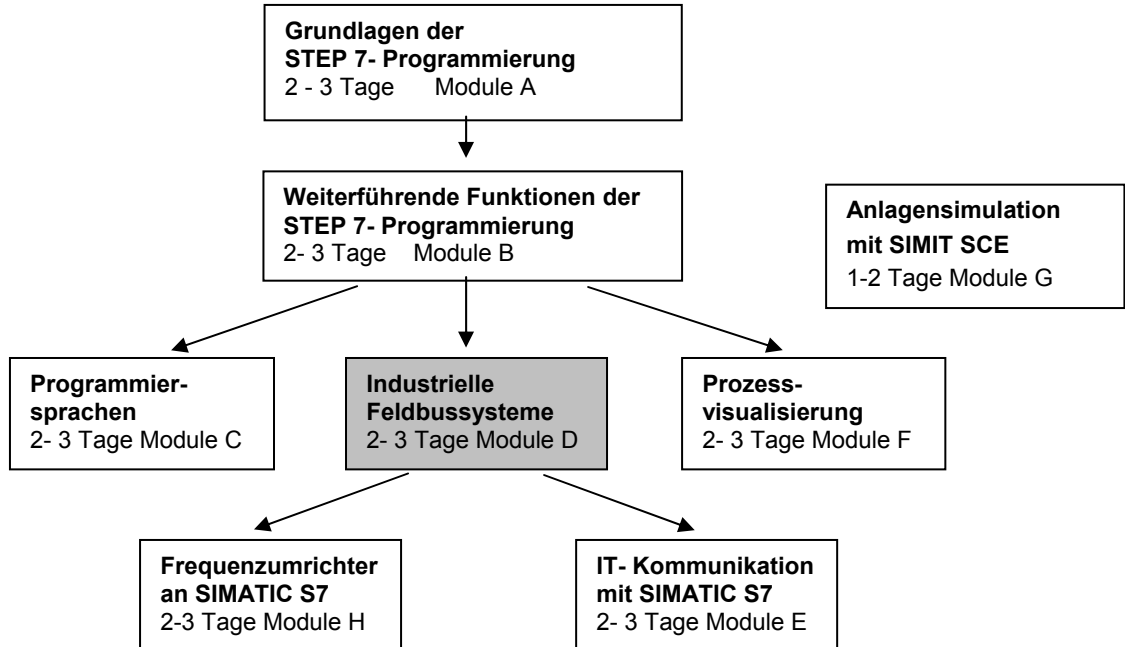 Grundlagen der
STEP 7- Programmierung
2 - 3 Tage Module A
Weiterführende Funktionen der
STEP 7- Programmierung
2- 3 Tage Module B
Anlagensimulation
mit SIMIT SCE
1-2 Tage Module G
Programmier-
sprachen
2- 3 Tage Module C
Industrielle
Feldbussysteme
2- 3 Tage Module D
Prozess-
visualisierung
2- 3 Tage Module F
Frequenzumrichter
an SIMATIC S7
2-3 Tage Module H
IT- Kommunikation
mit SIMATIC S7
2- 3 Tage Module E